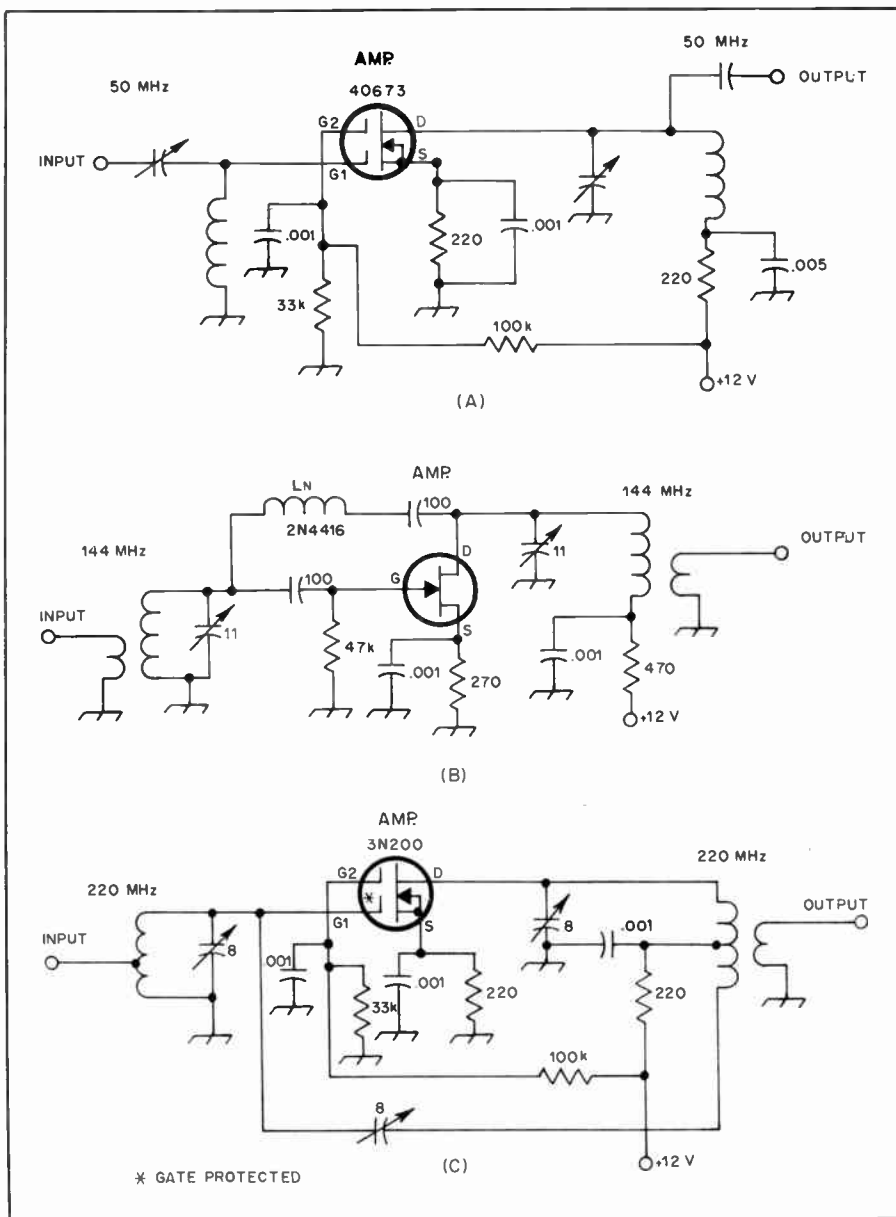 AMP.
40673
50 MHz
50 MHz
OUTPUT
INPUT
G2
D
G1
S
.001
33k
220
.001
220
.005
100k
+12 V
(A)
AMP.
LN
100
2N4416
144 MHz
144 MHz
INPUT
OUTPUT
11
100
G
D
S
11
47k
.001
270
.001
470
+12 V
(B)
AMP.
3N200
220 MHz
220 MHz
INPUT
OUTPUT
G2
D
*
G1
S
8
8
.001
.001
33k
.001
220
220
100k
8
+12 V
* GATE PROTECTED
(C)